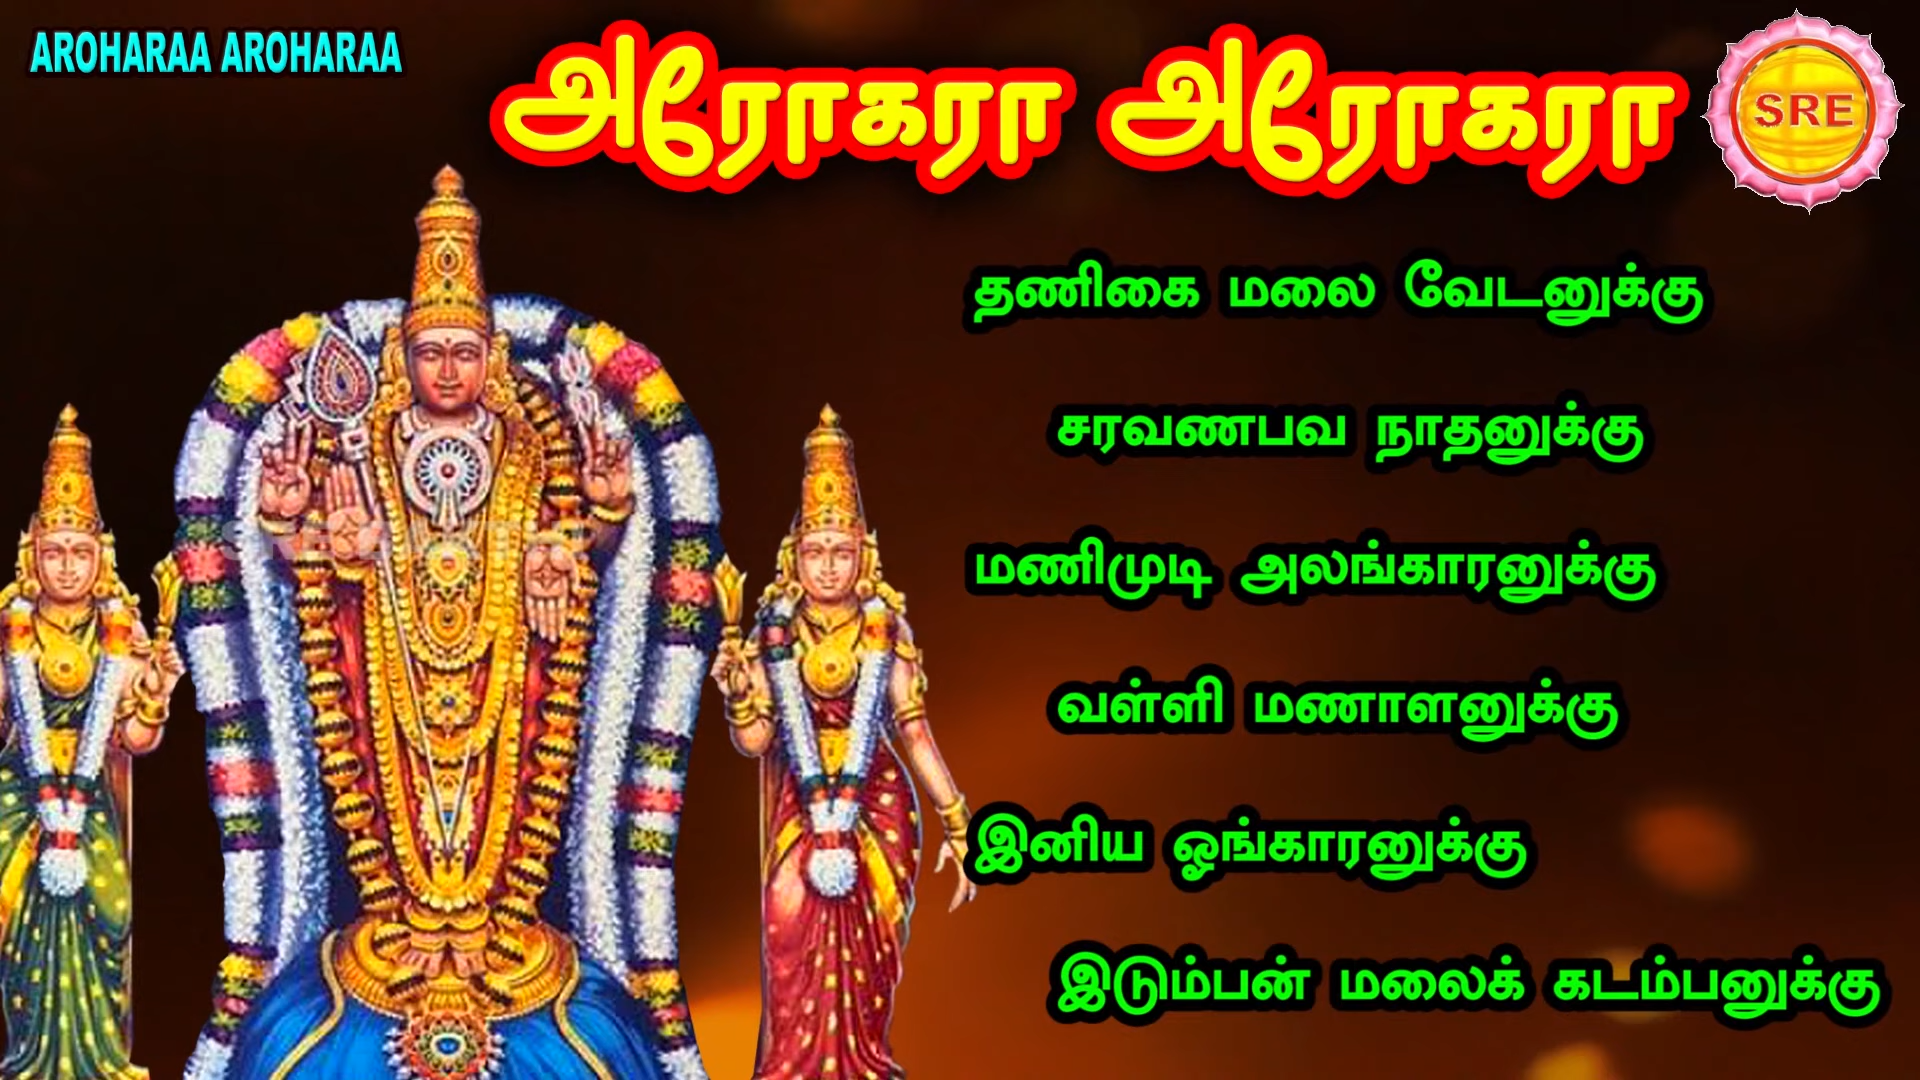 AROHARAA AROHARAA
அரோகரா அரோகரா
SRE
தணிகை மலை வேடனுக்கு
சரவணபவ நாதனுக்கு
மணிமுடி அலங்காரனுக்கு
வள்ளி மணாளனுக்கு
இனிய ஓங்காரனுக்கு
இடும்பன் மலைக் கடம்பனுக்கு